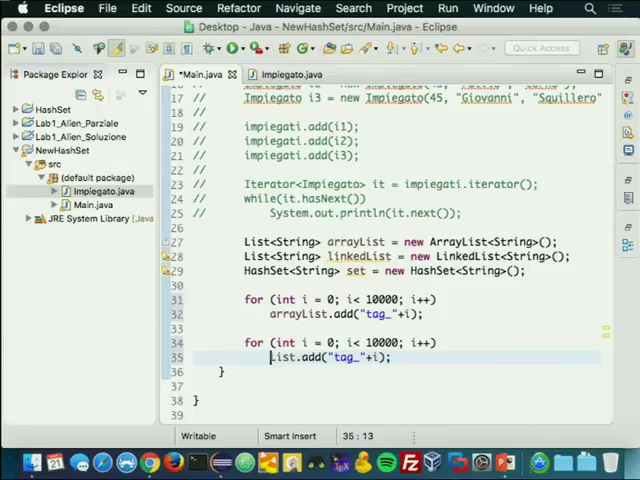 Eclipse File Edit Source Refactor Navigate Search Project Run Window Help
Desktop - Java - NewHashSet/src/Main.java - Eclipse
Quick Access
Package Explor
*Main.java
Impiegato.java
HashSet
Lab1_Alien_Parziale
Lab1_Alien_Soluzione
NewHashSet
src
(default package)
Impiegato.java
Main.java
JRE System Library
17 // Impiegato i3 = new Impiegato(45, "Giovanni", "Squillero"
18 //
19 // impiegati.add(i1);
20 // impiegati.add(i2);
21 // impiegati.add(i3);
22 //
23 // Iterator<Impiegato> it = impiegati.iterator();
24 // while(it.hasNext())
25 // System.out.println(it.next());
26
27 List<String> arrayList = new ArrayList<String>();
28 List<String> linkedList = new LinkedList<String>();
29 HashSet<String> set = new HashSet<String>();
30
31 for (int i = 0; i< 10000; i++)
32 arrayList.add("tag_"+i);
33
34 for (int i = 0; i< 10000; i++)
35 List.add("tag_"+i);
36 }
37
38 }
39
Writable
Smart Insert
35 : 13